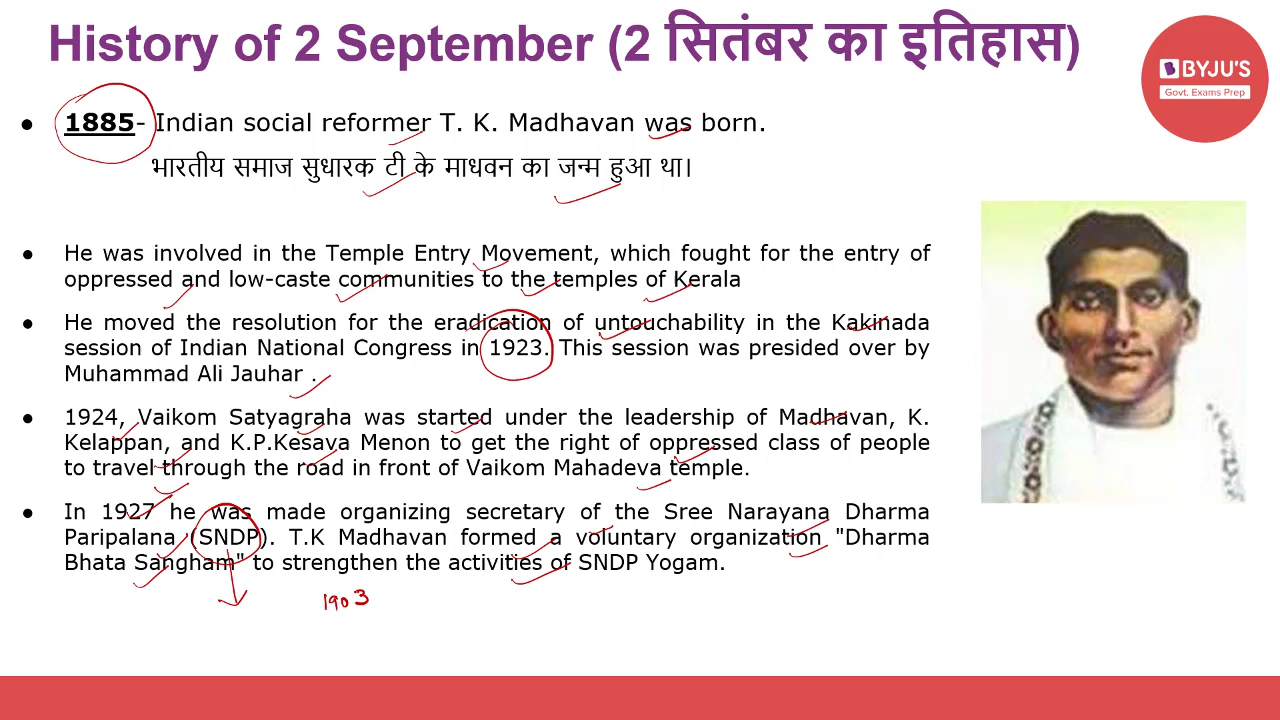 History of 2 September (2 सितंबर का इतिहास)
BYJU'S
Govt. Exams Prep
● 1885- Indian social reformer T. K. Madhavan was born.
भारतीय समाज सुधारक टी के माधवन का जन्म हुआ था।
● He was involved in the Temple Entry Movement, which fought for the entry of
oppressed and low-caste communities to the temples of Kerala
● He moved the resolution for the eradication of untouchability in the Kakinada
session of Indian National Congress in 1923. This session was presided over by
Muhammad Ali Jauhar .
● 1924, Vaikom Satyagraha was started under the leadership of Madhavan, K.
Kelappan, and K.P.Kesava Menon to get the right of oppressed class of people
to travel through the road in front of Vaikom Mahadeva temple.
● In 1927 he was made organizing secretary of the Sree Narayana Dharma
Paripalana (SNDP). T.K Madhavan formed a voluntary organization "Dharma
Bhata Sangham" to strengthen the activities of SNDP Yogam.
1903